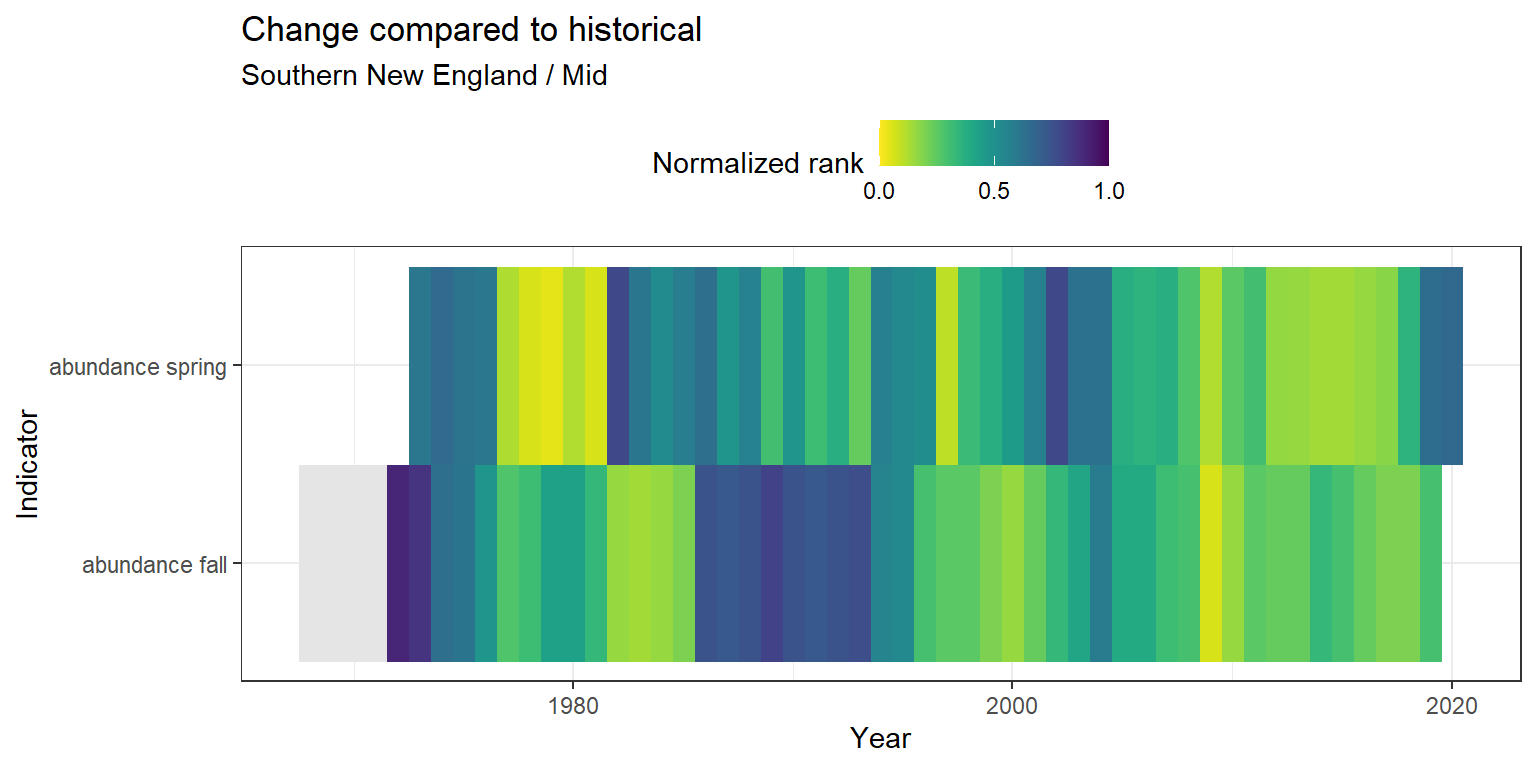 Change compared to historical
Southern New England / Mid
Normalized rank
0.0 0.5 1.0
abundance spring
abundance fall
Indicator
1980 2000 2020
Year